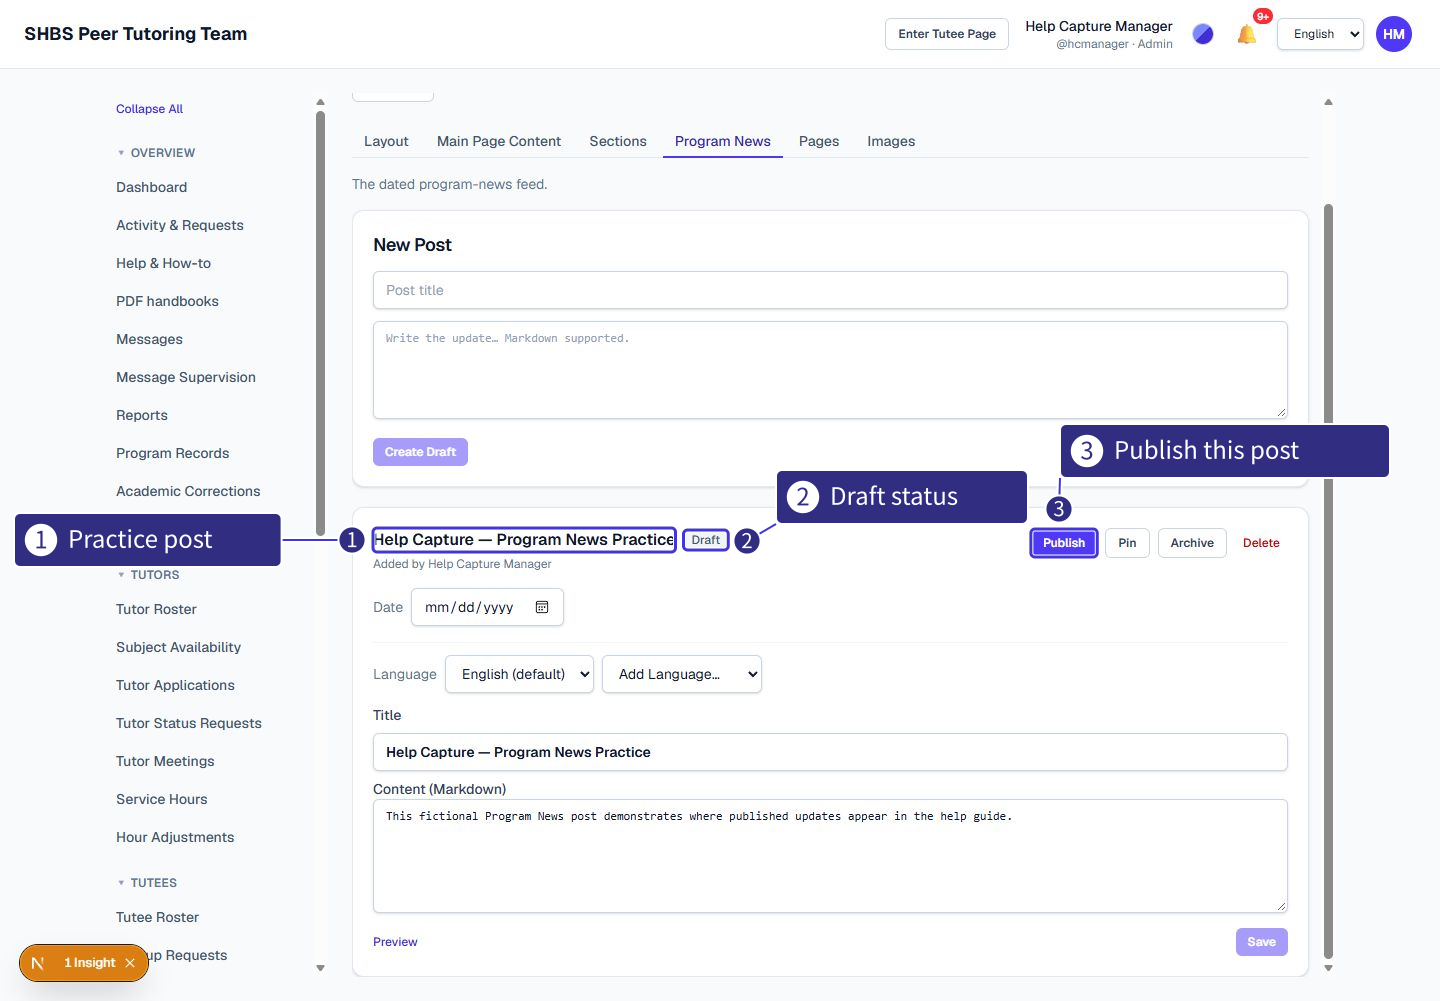 SHBS Peer Tutoring Team
Enter Tutee Page
Help Capture Manager
@hcmanager · Admin
9+
English
HM
Collapse All
OVERVIEW
Dashboard
Activity & Requests
Help & How-to
PDF handbooks
Messages
Message Supervision
Reports
Program Records
Academic Corrections
TUTORS
Tutor Roster
Subject Availability
Tutor Applications
Tutor Status Requests
Tutor Meetings
Service Hours
Hour Adjustments
TUTEES
Tutee Roster
up Requests
N 1 Insight ×
Layout Main Page Content Sections Program News Pages Images
The dated program-news feed.
New Post
Post title
Write the update… Markdown supported.
Create Draft
3 Publish this post
2 Draft status
3
1 Practice post
1 Help Capture — Program News Practice Draft 2
Publish Pin Archive Delete
Added by Help Capture Manager
Date mm/dd/yyyy
Language English (default) Add Language…
Title
Help Capture — Program News Practice
Content (Markdown)
This fictional Program News post demonstrates where published updates appear in the help guide.
Preview Save